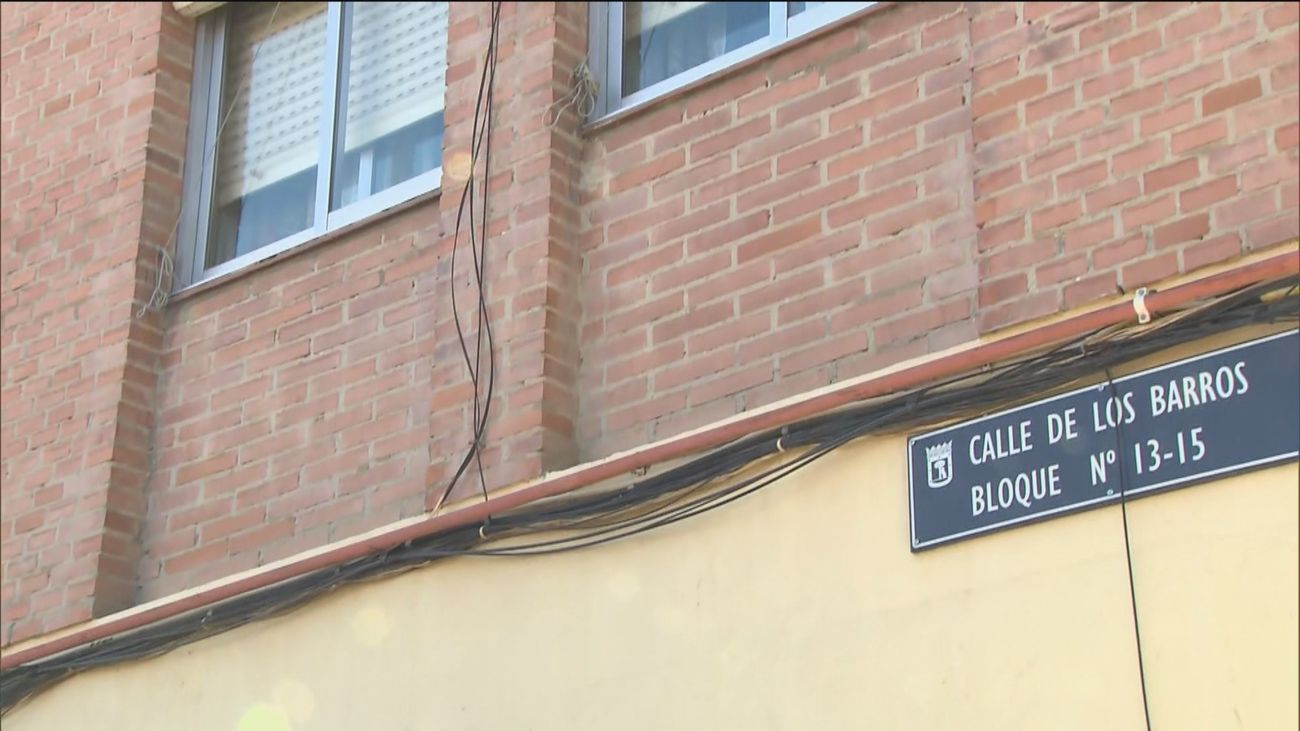 CALLE DE LOS BARROS
BLOQUE Nº 13-15